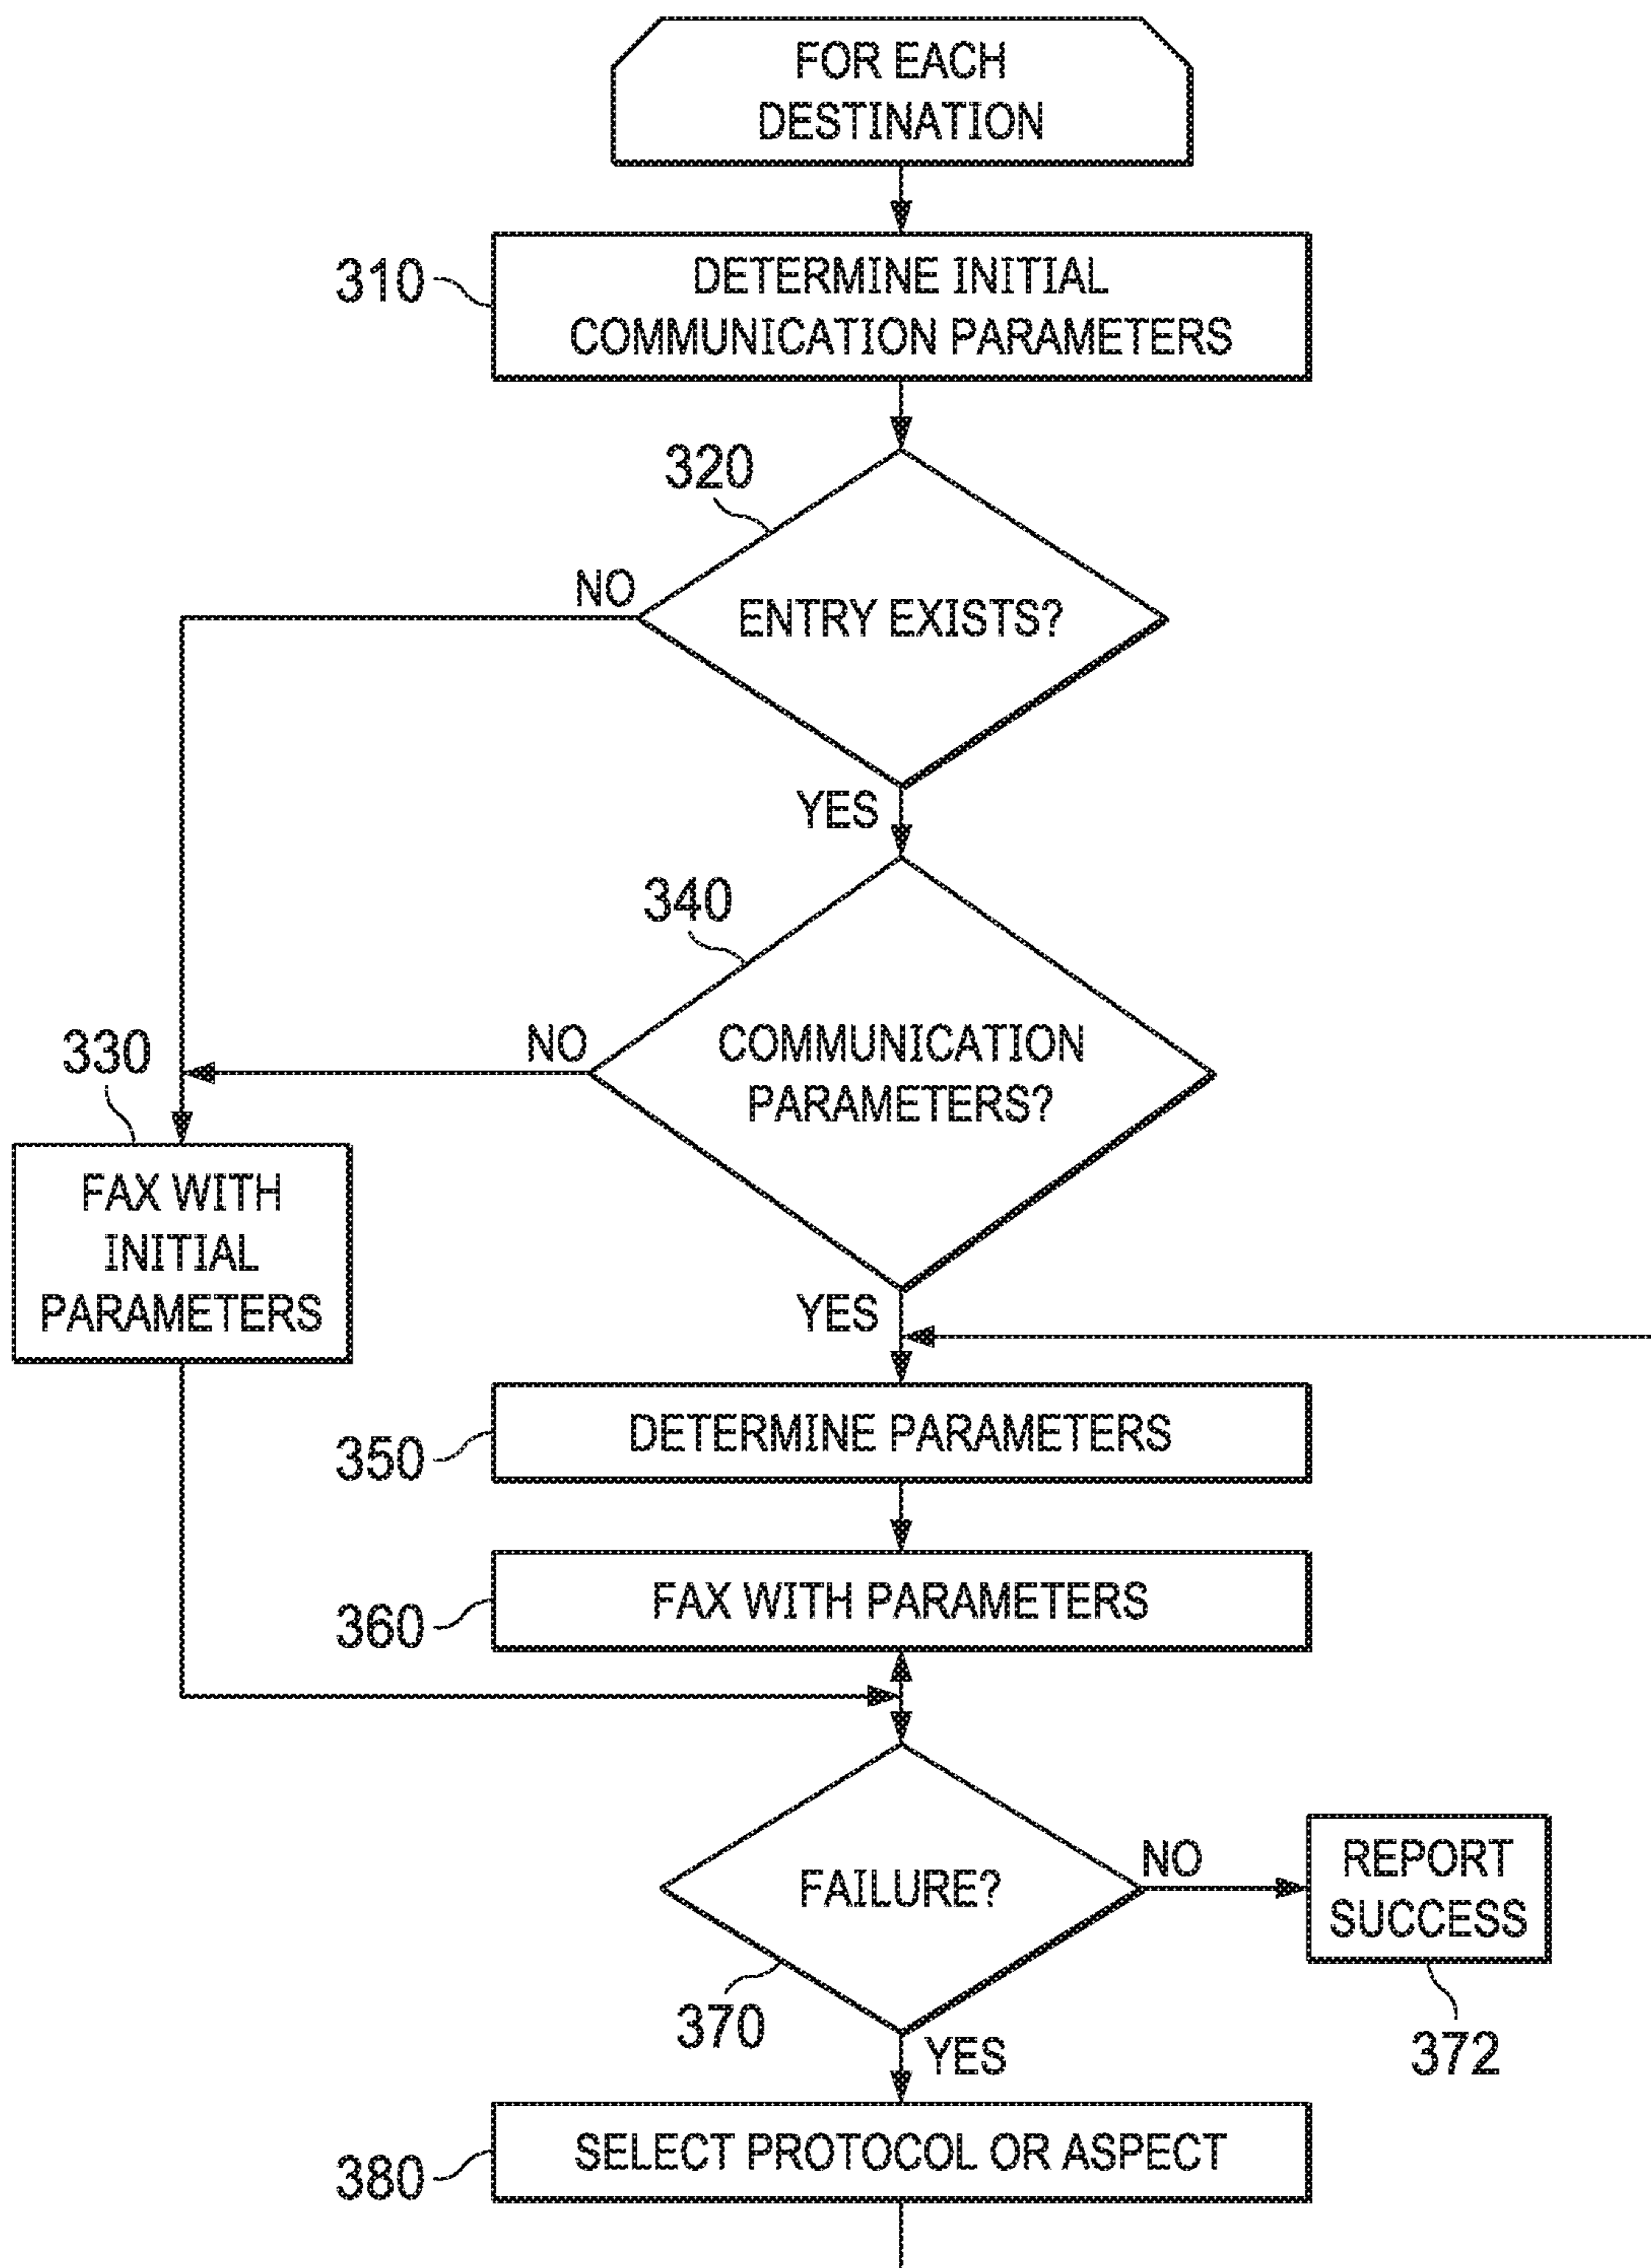 FOR EACH
DESTINATION
310
DETERMINE INITIAL
COMMUNICATION PARAMETERS
320
NO
ENTRY EXISTS?
YES
340
NO
COMMUNICATION
PARAMETERS?
330
FAX WITH
INITIAL
PARAMETERS
YES
350
DETERMINE PARAMETERS
360
FAX WITH PARAMETERS
FAILURE?
NO
REPORT
SUCCESS
370
372
YES
380
SELECT PROTOCOL OR ASPECT